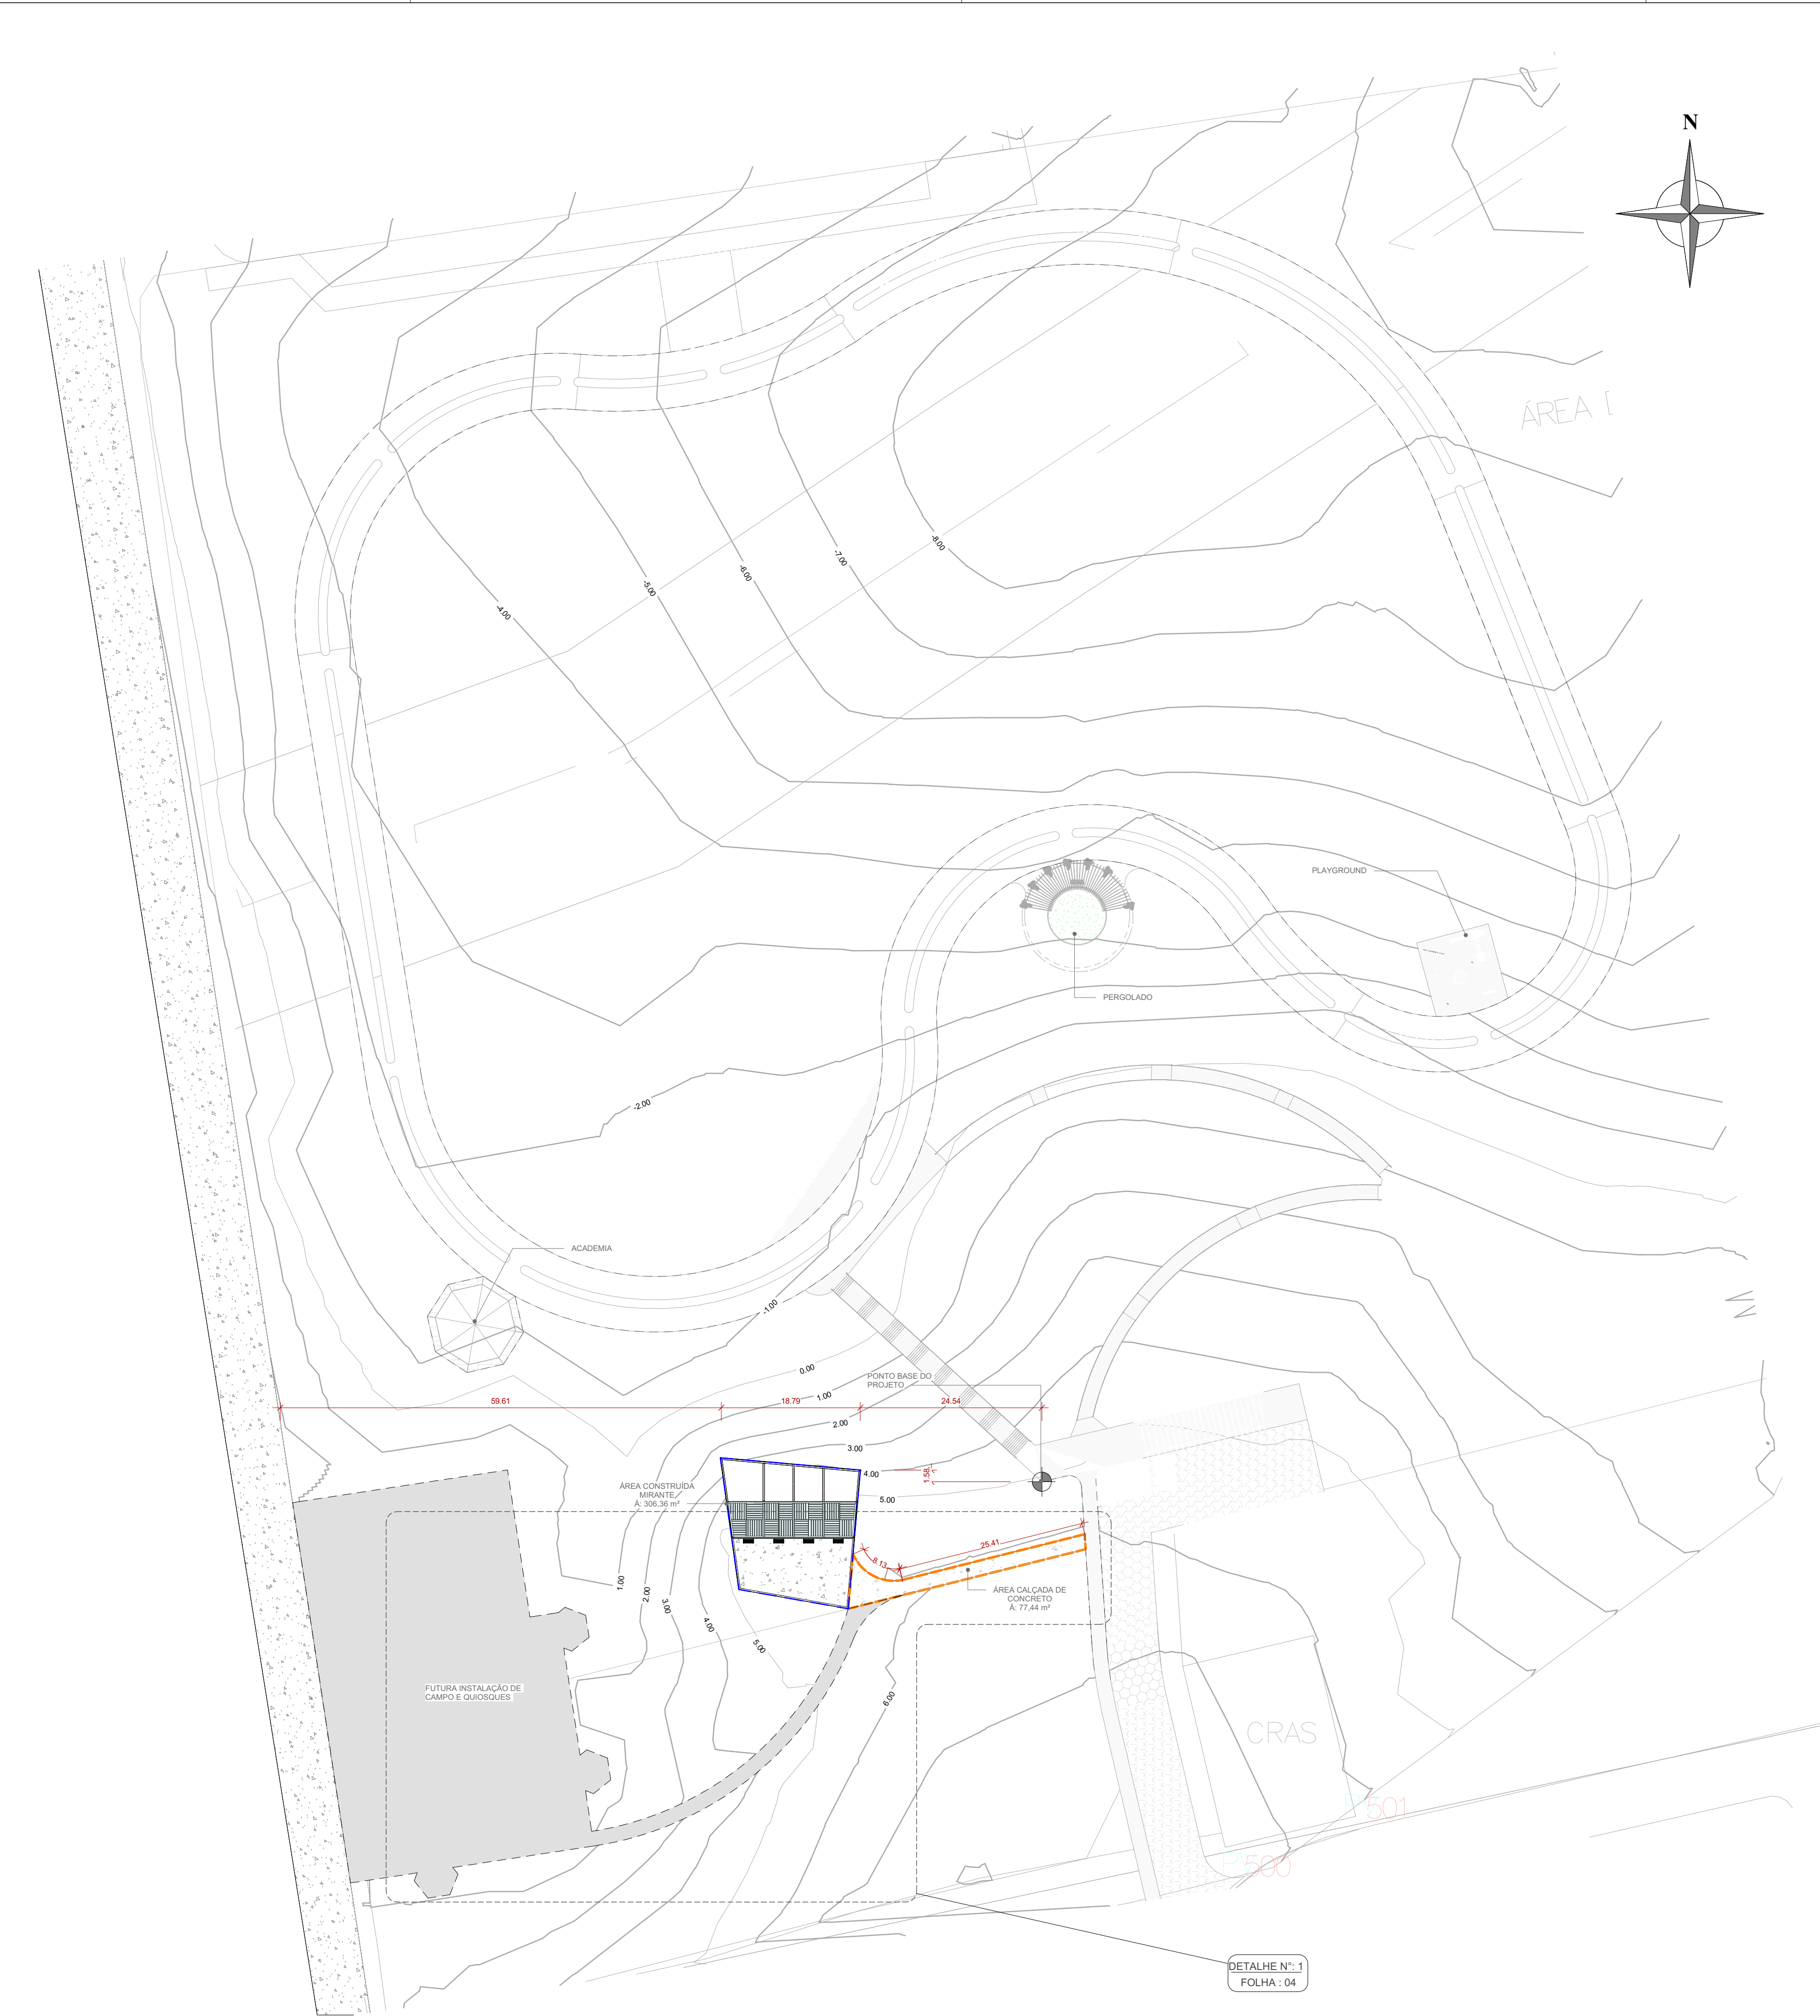 N
ÁREA
-8.00
-7.00
-6.00
-5.00
-4.00
PLAYGROUND
PERGOLADO
-2.00
ACADEMIA
-1.00
0.00
PONTO BASE DO
PROJETO
59.61
18.79
1.00
24.54
2.00
3.00
4.00
1.58
ÁREA CONSTRUÍDA
MIRANTE
Á: 306,36 m²
5.00
25.41
8.13
1.00
2.00
3.00
4.00
5.00
ÁREA CALÇADA DE
CONCRETO
Á: 77,44 m²
FUTURA INSTALAÇÃO DE
CAMPO E QUIOSQUES
6.00
CRAS
501
500
DETALHE N°: 1
FOLHA : 04